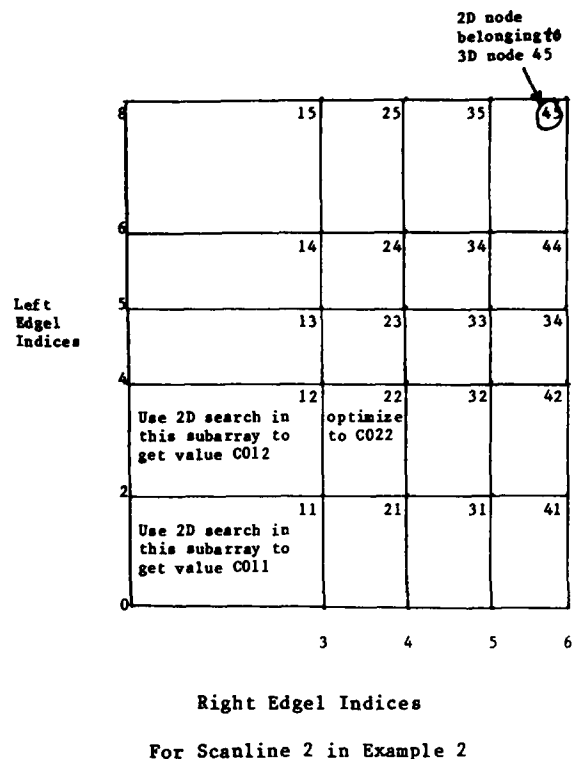 2D node
belonging to
3D node 45
8 15 25 35 45
6
14 24 34 44
Left
Edgel
Indices
5
13 23 33 34
4
12 22 32 42
Use 2D search in
this subarray to
get value C012
optimize
to C022
2
11 21 31 41
Use 2D search in
this subarray to
get value C011
0
3 4 5 6
Right Edgel Indices
For Scanline 2 in Example 2